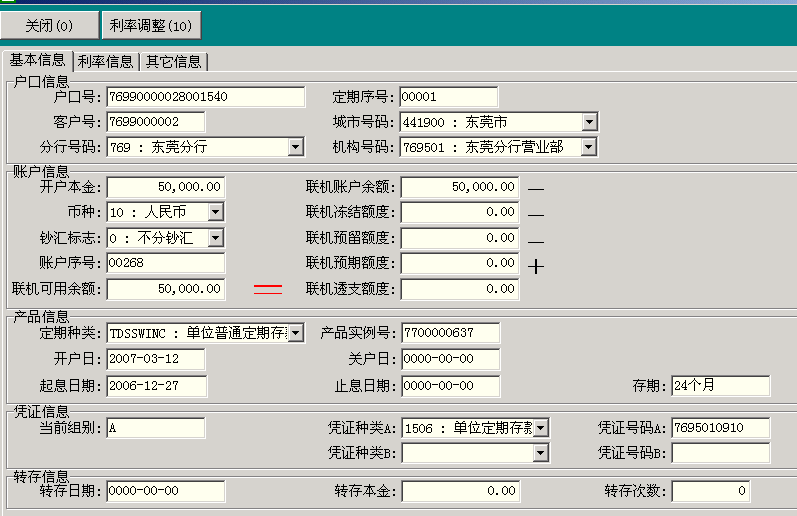 关闭(0) 利率调整(10)
基本信息 利率信息 其它信息
户口信息
户口号: 76990000028001540 定期序号: 00001
客户号: 7699000002 城市号码: 441900 : 东莞市
分行号码: 769 : 东莞分行 机构号码: 769501 : 东莞分行营业部
账户信息
开户本金: 50,000.00 联机账户余额: 50,000.00 —
币种: 10 : 人民币 联机冻结额度: 0.00 —
钞汇标志: 0 : 不分钞汇 联机预留额度: 0.00 —
账户序号: 00268 联机预期额度: 0.00 +
联机可用余额: 50,000.00 = 联机透支额度: 0.00
产品信息
定期种类: TDSSWINC : 单位普通定期存款 产品实例号: 7700000637
开户日: 2007-03-12 关户日: 0000-00-00
起息日期: 2006-12-27 止息日期: 0000-00-00 存期: 24个月
凭证信息
当前组别: A 凭证种类A: 1506 : 单位定期存款 凭证号码A: 7695010910
凭证种类B: 凭证号码B:
转存信息
转存日期: 0000-00-00 转存本金: 0.00 转存次数: 0